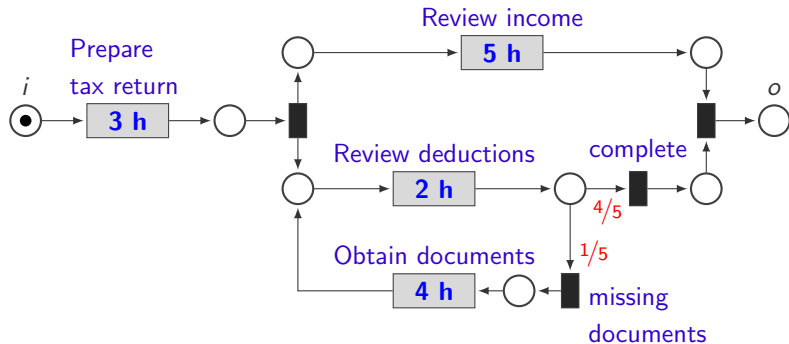 Review income
5 h
Prepare
tax return
i
3 h
o
Review deductions
2 h
complete
4/5
1/5
Obtain documents
4 h
missing
documents